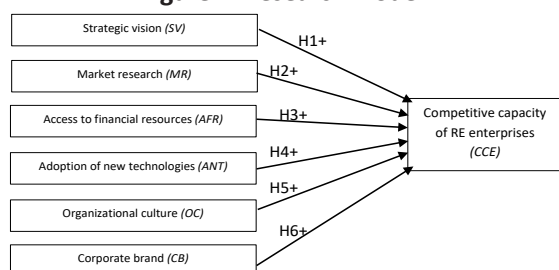 Strategic vision (SV)
H1+
Market research (MR)
H2+
Access to financial resources (AFR)
H3+
Competitive capacity
of RE enterprises
(CCE)
Adoption of new technologies (ANT)
H4+
Organizational culture (OC)
H5+
Corporate brand (CB)
H6+